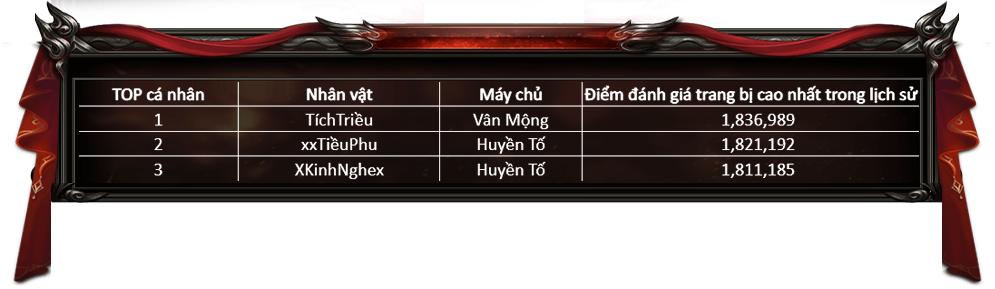 TOP cá nhân Nhân vật Máy chủ Điểm đánh giá trang bị cao nhất trong lịch sử
1 TíchTriều Vân Mộng 1,836,989
2 xxTiềuPhu Huyền Tố 1,821,192
3 XKinhNghex Huyền Tố 1,811,185